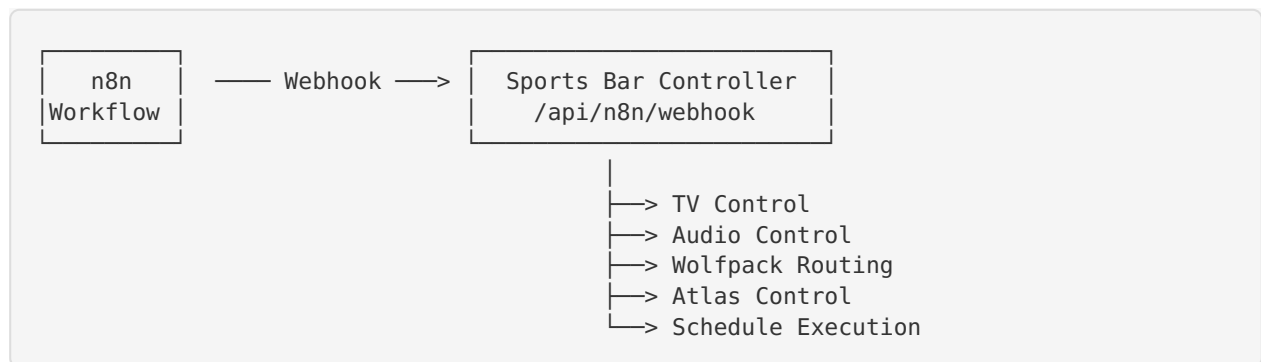 n8n ──── Webhook ───> Sports Bar Controller
Workflow /api/n8n/webhook
├──> TV Control
├──> Audio Control
├──> Wolfpack Routing
├──> Atlas Control
└──> Schedule Execution